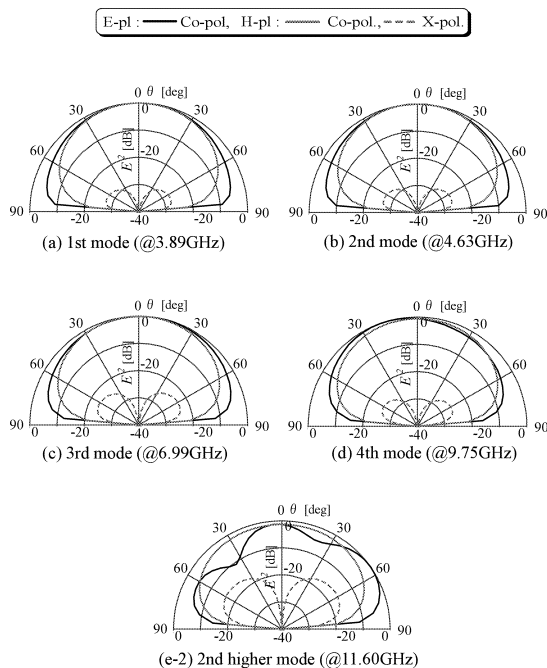 E-pl : Co-pol, H-pl : Co-pol., X-pol.
0 θ [deg]
30 0 30
60 -20 60
E² [dB]
90 0 -20 -40 -20 0 90
(a) 1st mode (@3.89GHz)
0 θ [deg]
30 0 30
60 -20 60
E² [dB]
90 0 -20 -40 -20 0 90
(b) 2nd mode (@4.63GHz)
0 θ [deg]
30 0 30
60 -20 60
E² [dB]
90 0 -20 -40 -20 0 90
(c) 3rd mode (@6.99GHz)
0 θ [deg]
30 0 30
60 -20 60
E² [dB]
90 0 -20 -40 -20 0 90
(d) 4th mode (@9.75GHz)
0 θ [deg]
30 0 30
60 -20 60
E² [dB]
90 0 -20 -40 -20 0 90
(e-2) 2nd higher mode (@11.60GHz)